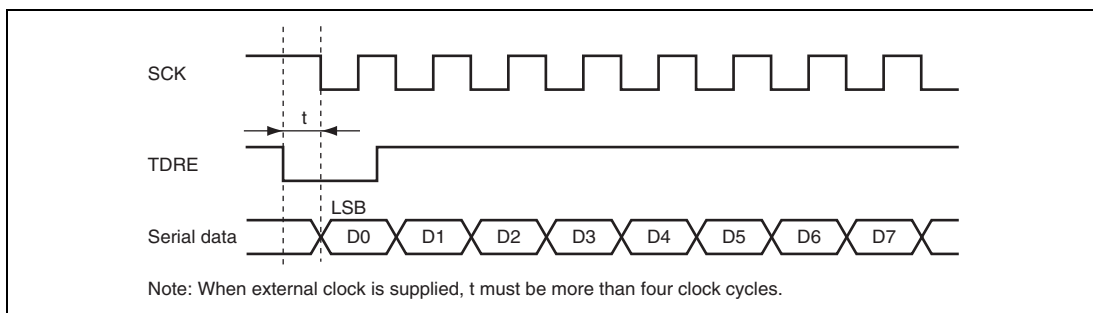 SCK
t
TDRE
LSB
Serial data D0 D1 D2 D3 D4 D5 D6 D7
Note: When external clock is supplied, t must be more than four clock cycles.